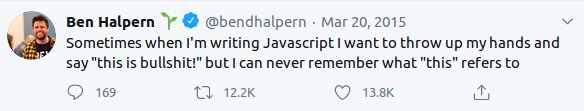 Ben Halpern 🌱 @bendhalpern · Mar 20, 2015
Sometimes when I'm writing Javascript I want to throw up my hands and
say "this is bullshit!" but I can never remember what "this" refers to
169 12.2K 13.8K